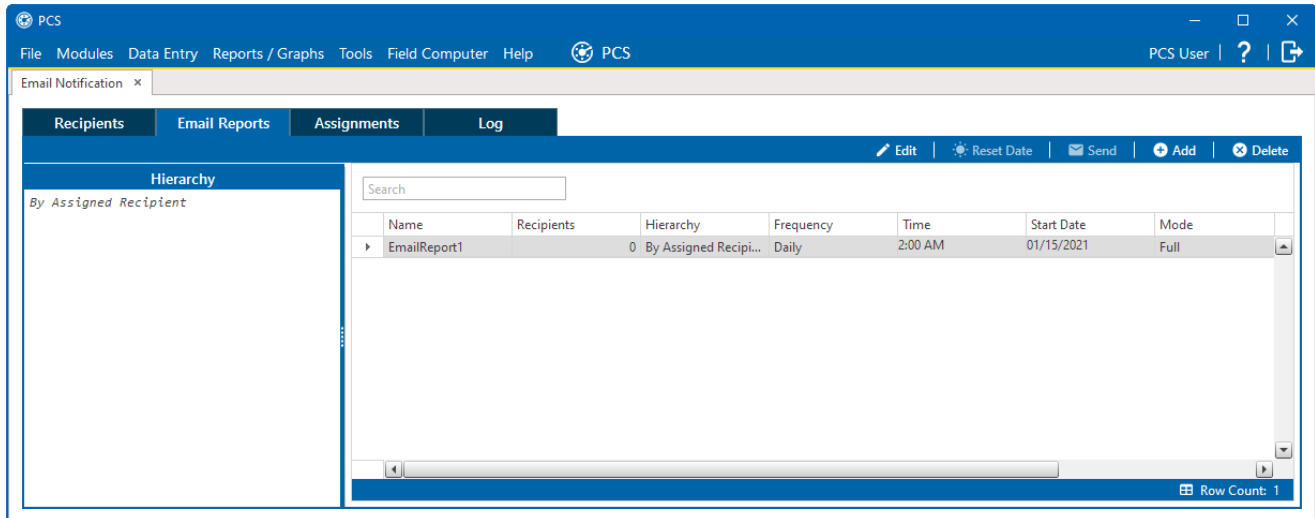 PCS
File Modules Data Entry Reports / Graphs Tools Field Computer Help PCS PCS User | ? |
Email Notification ×
Recipients Email Reports Assignments Log
Edit | Reset Date | Send | Add | Delete
Hierarchy
By Assigned Recipient
Search
Name Recipients Hierarchy Frequency Time Start Date Mode
EmailReport1 0 By Assigned Recipi... Daily 2:00 AM 01/15/2021 Full
Row Count: 1